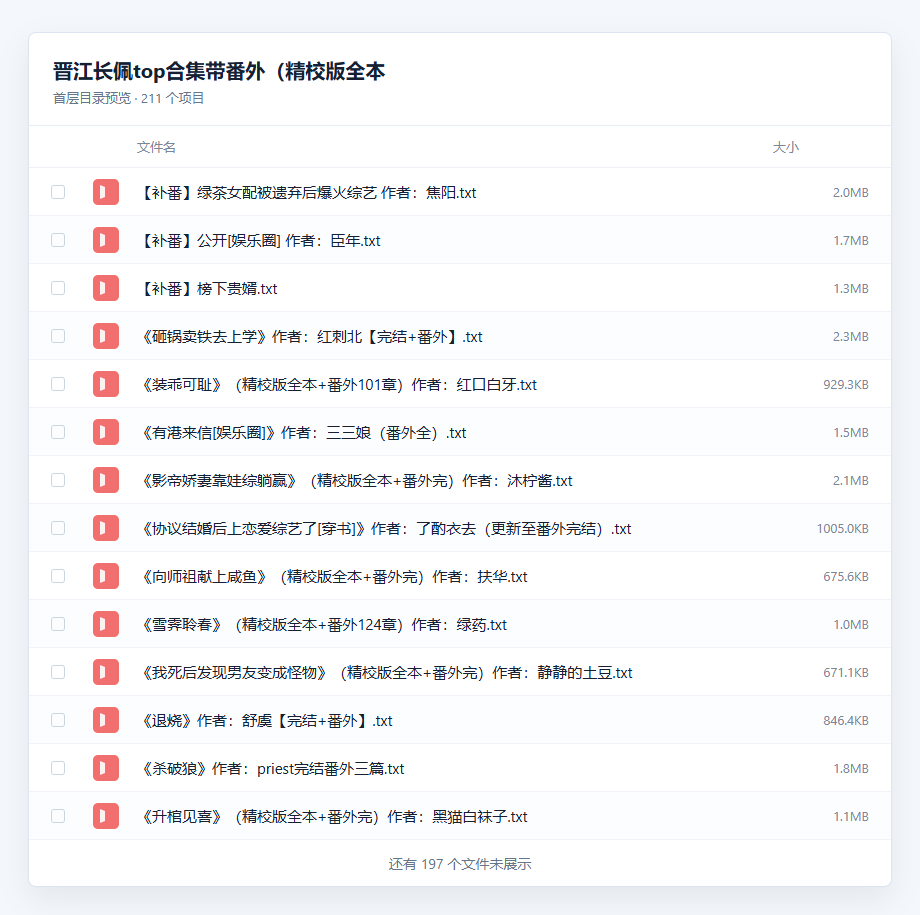 晋江长佩top合集带番外（精校版全本
首层目录预览 · 211 个项目
文件名 大小
【补番】绿茶女配被遗弃后爆火综艺 作者：焦阳.txt 2.0MB
【补番】公开[娱乐圈] 作者：臣年.txt 1.7MB
【补番】榜下贵婿.txt 1.3MB
《砸锅卖铁去上学》作者：红刺北【完结+番外】.txt 2.3MB
《装乖可耻》（精校版全本+番外101章）作者：红口白牙.txt 929.3KB
《有港来信[娱乐圈]》作者：三三娘（番外全）.txt 1.5MB
《影帝娇妻靠娃综躺赢》（精校版全本+番外完）作者：沐柠酱.txt 2.1MB
《协议结婚后上恋爱综艺了[穿书]》作者：了酌衣去（更新至番外完结）.txt 1005.0KB
《向师祖献上咸鱼》（精校版全本+番外完）作者：扶华.txt 675.6KB
《雪霁聆春》（精校版全本+番外124章）作者：绿药.txt 1.0MB
《我死后发现男友变成怪物》（精校版全本+番外完）作者：静静的土豆.txt 671.1KB
《退烧》作者：舒虞【完结+番外】.txt 846.4KB
《杀破狼》作者：priest完结番外三篇.txt 1.8MB
《升棺见喜》（精校版全本+番外完）作者：黑猫白袜子.txt 1.1MB
还有 197 个文件未展示